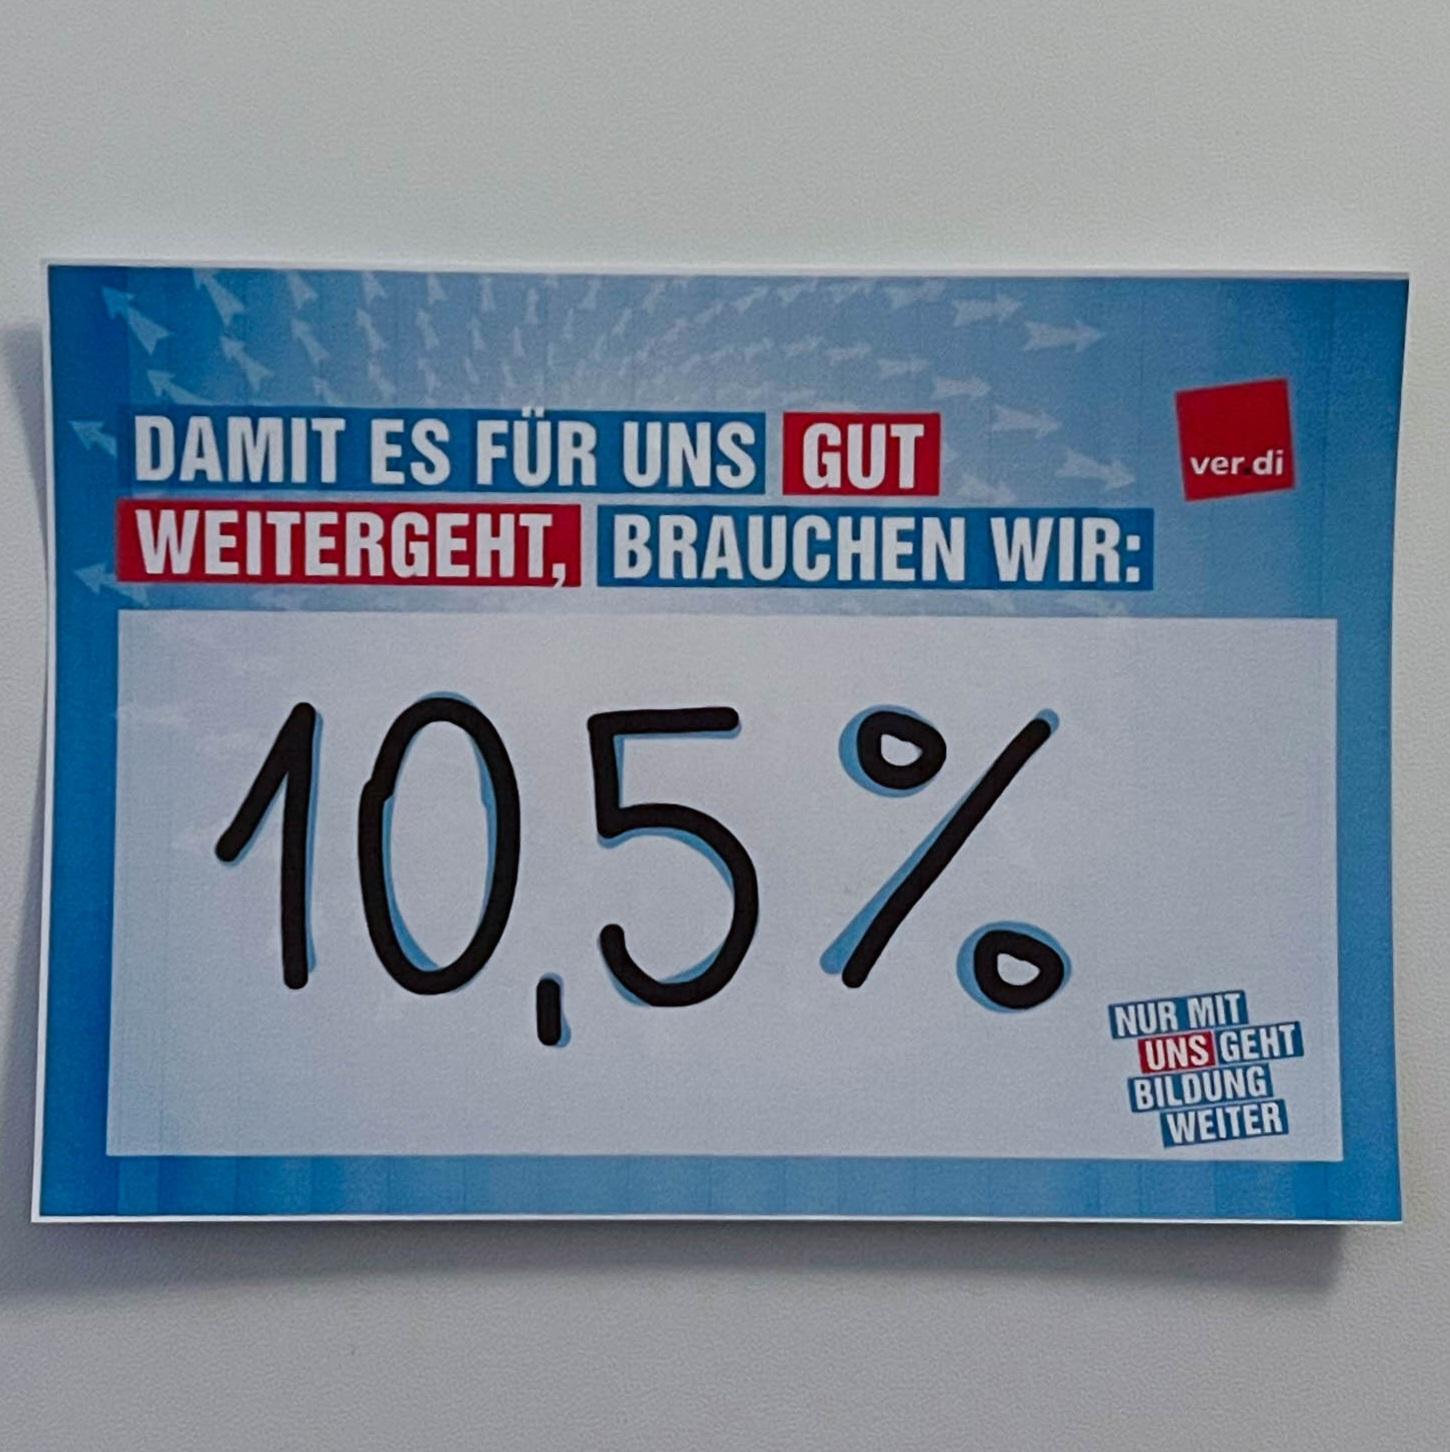 DAMIT ES FÜR UNS GUT
WEITERGEHT, BRAUCHEN WIR:
ver.di
10,5%
NUR MIT
UNS GEHT
BILDUNG
WEITER